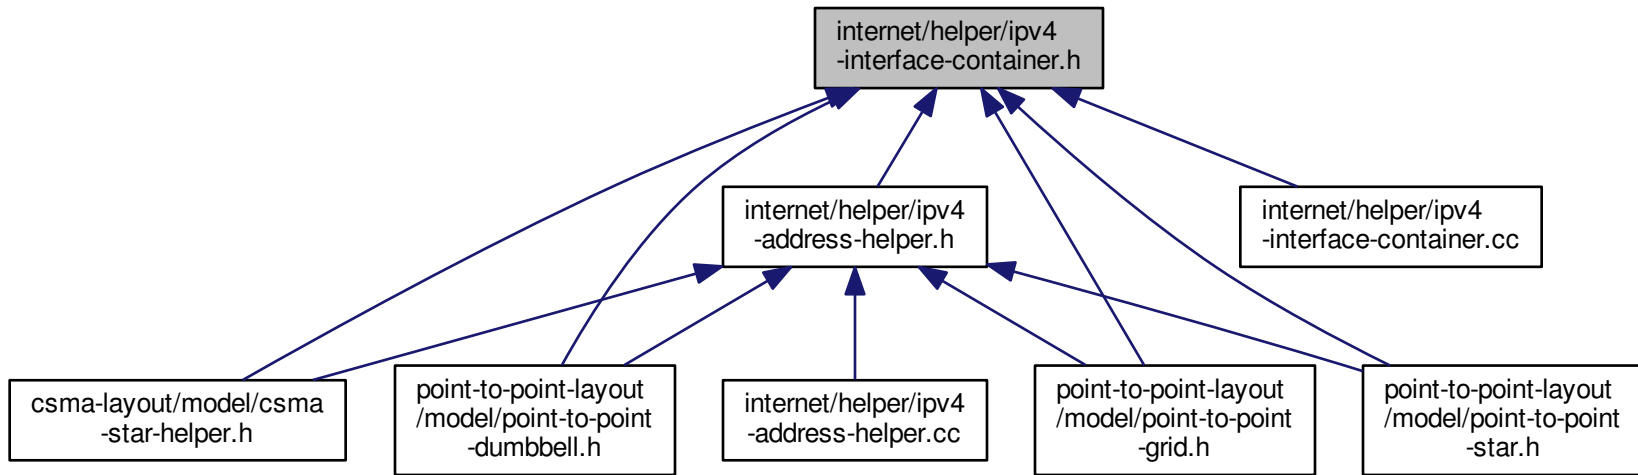 internet/helper/ipv4
-interface-container.h
internet/helper/ipv4
-address-helper.h
internet/helper/ipv4
-interface-container.cc
csma-layout/model/csma
-star-helper.h
point-to-point-layout
/model/point-to-point
-dumbbell.h
internet/helper/ipv4
-address-helper.cc
point-to-point-layout
/model/point-to-point
-grid.h
point-to-point-layout
/model/point-to-point
-star.h